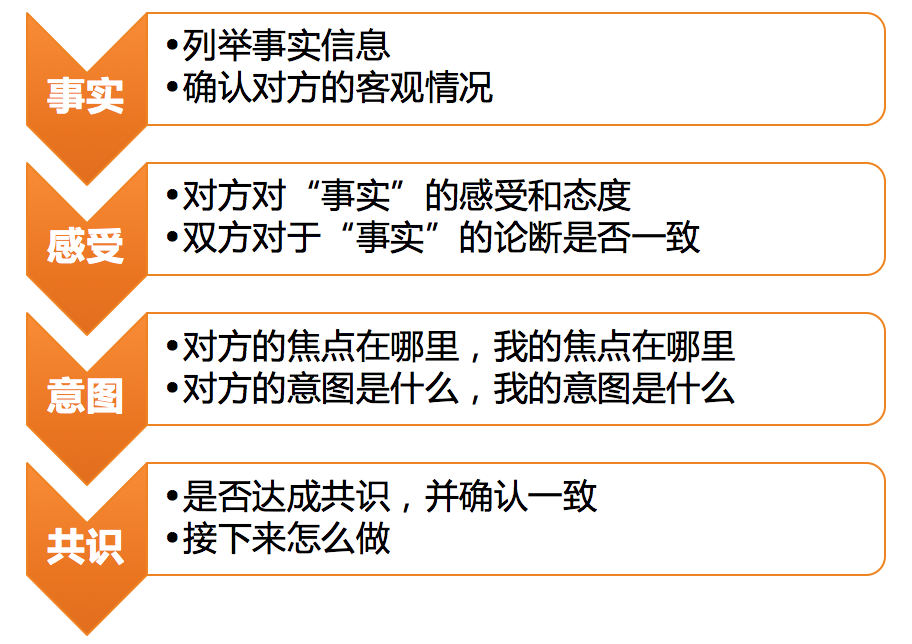 事实
•列举事实信息
•确认对方的客观情况
感受
•对方对“事实”的感受和态度
•双方对于“事实”的论断是否一致
意图
•对方的焦点在哪里，我的焦点在哪里
•对方的意图是什么，我的意图是什么
共识
•是否达成共识，并确认一致
•接下来怎么做